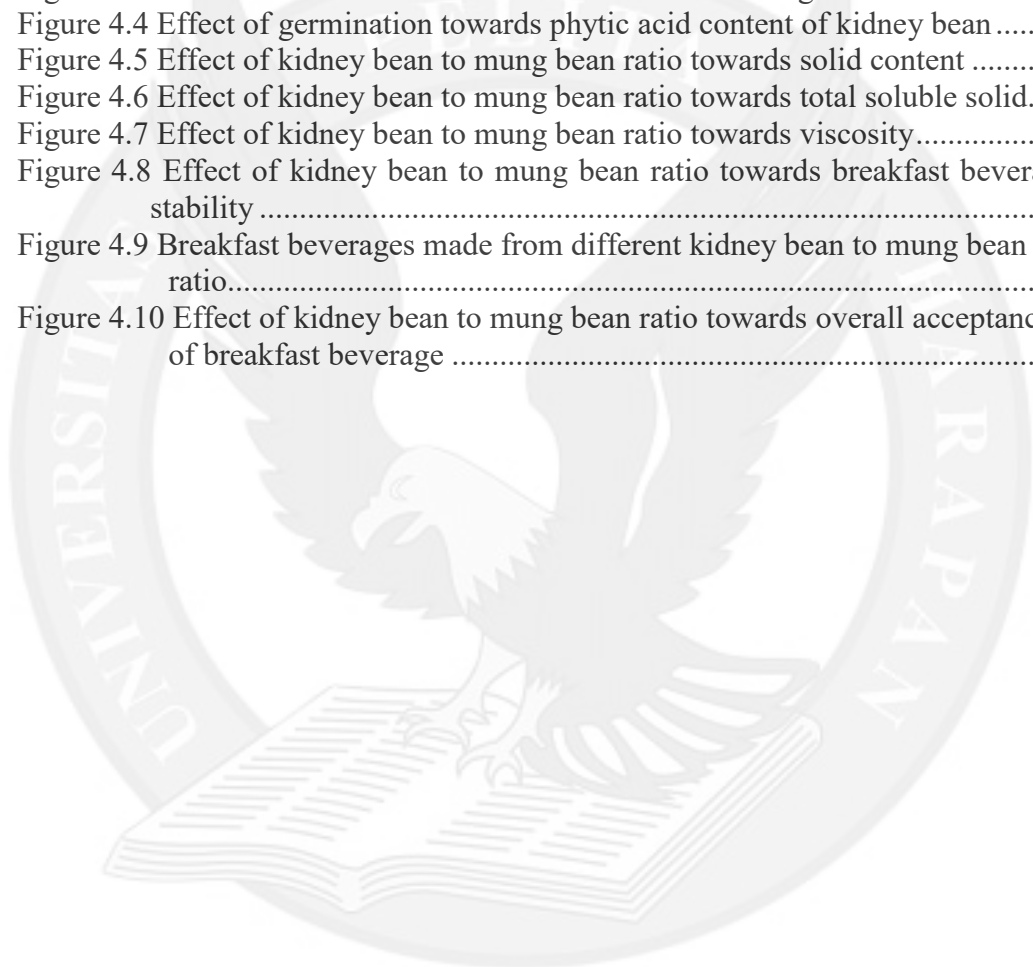 Figure 4.4 Effect of germination towards phytic acid content of kidney bean.....
Figure 4.5 Effect of kidney bean to mung bean ratio towards solid content ........
Figure 4.6 Effect of kidney bean to mung bean ratio towards total soluble solid.
Figure 4.7 Effect of kidney bean to mung bean ratio towards viscosity...............
Figure 4.8 Effect of kidney bean to mung bean ratio towards breakfast
stability ....................................................................................................
Figure 4.9 Breakfast beverages made from different kidney bean to mung bean
ratio..........................................................................................................
Figure 4.10 Effect of kidney bean to mung bean ratio towards overall
of breakfast beverage ..............................................................................
UNIVERSITAS
HARAPAN